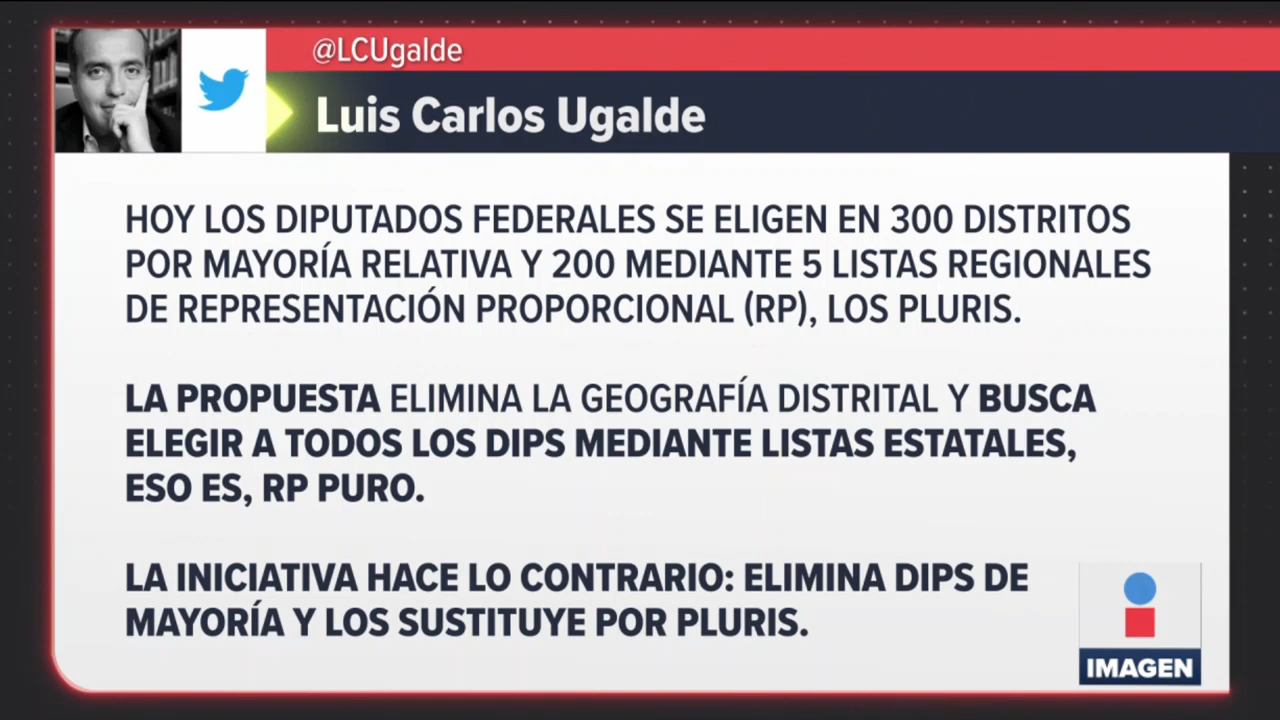 @LCUgalde
Luis Carlos Ugalde
HOY LOS DIPUTADOS FEDERALES SE ELIGEN EN 300 DISTRITOS
POR MAYORÍA RELATIVA Y 200 MEDIANTE 5 LISTAS REGIONALES
DE REPRESENTACIÓN PROPORCIONAL (RP), LOS PLURIS.
LA PROPUESTA ELIMINA LA GEOGRAFÍA DISTRITAL Y BUSCA
ELEGIR A TODOS LOS DIPS MEDIANTE LISTAS ESTATALES,
ESO ES, RP PURO.
LA INICIATIVA HACE LO CONTRARIO: ELIMINA DIPS DE
MAYORÍA Y LOS SUSTITUYE POR PLURIS.
IMAGEN